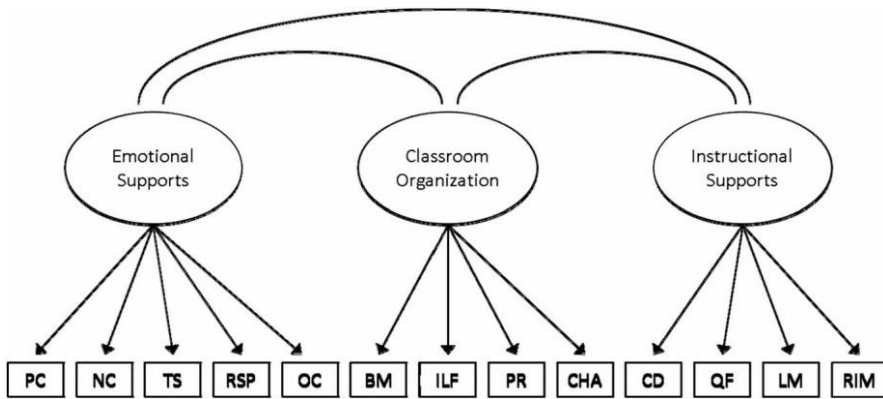 Emotional
Supports
Classroom
Organization
Instructional
Supports
PC NC TS RSP OC BM ILF PR CHA CD QF LM RIM